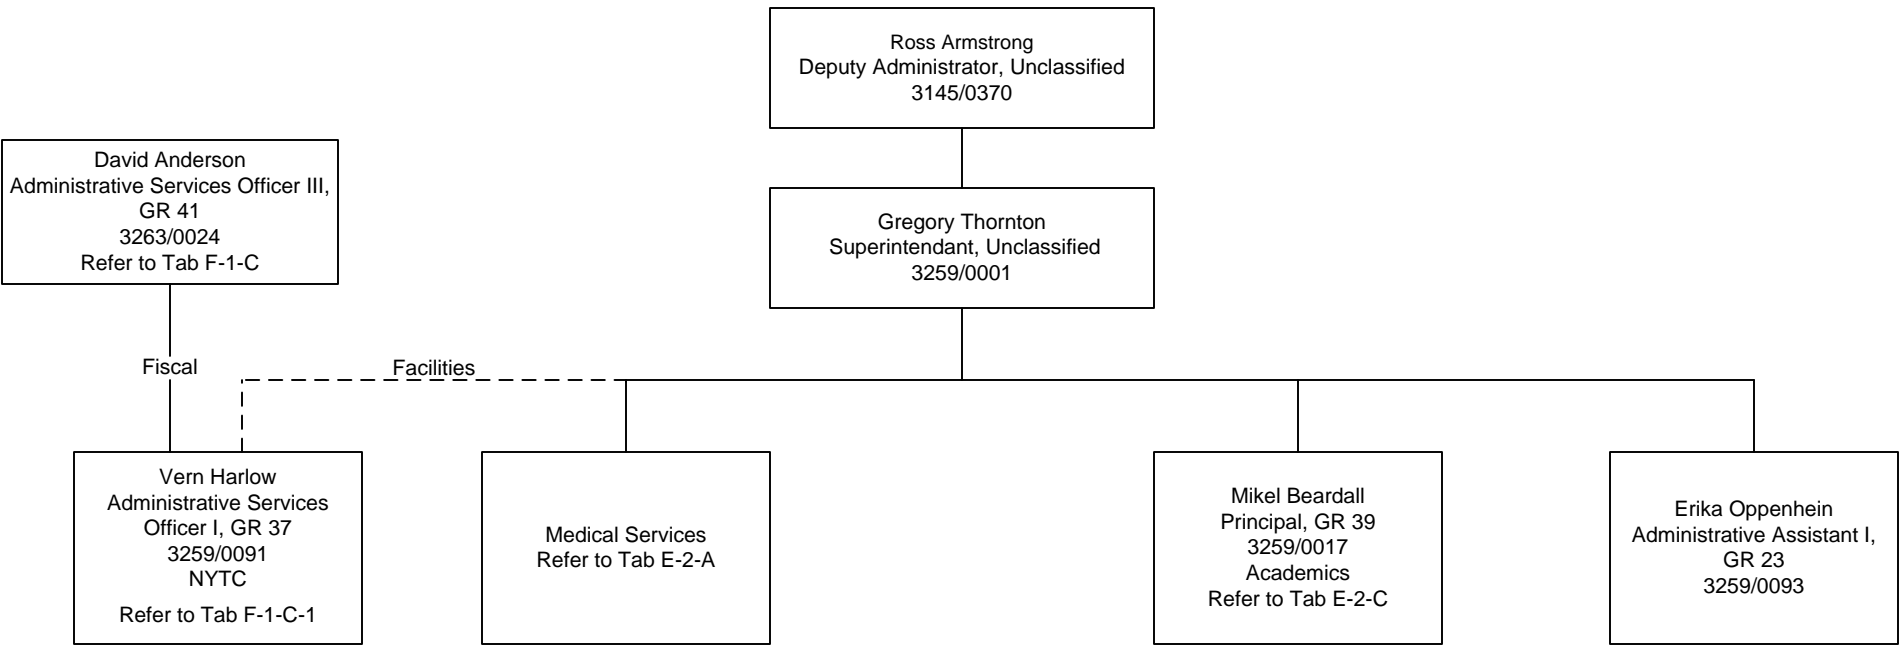 Ross Armstrong
Deputy Administrator, Unclassified
3145/0370
David Anderson
Administrative Services Officer III,
GR 41
3263/0024
Refer to Tab F-1-C
Gregory Thornton
Superintendant, Unclassified
3259/0001
Fiscal
Facilities
Vern Harlow
Administrative Services
Officer I, GR 37
3259/0091
NYTC
Refer to Tab F-1-C-1
Medical Services
Refer to Tab E-2-A
Mikel Beardall
Principal, GR 39
3259/0017
Academics
Refer to Tab E-2-C
Erika Oppenhein
Administrative Assistant I,
GR 23
3259/0093